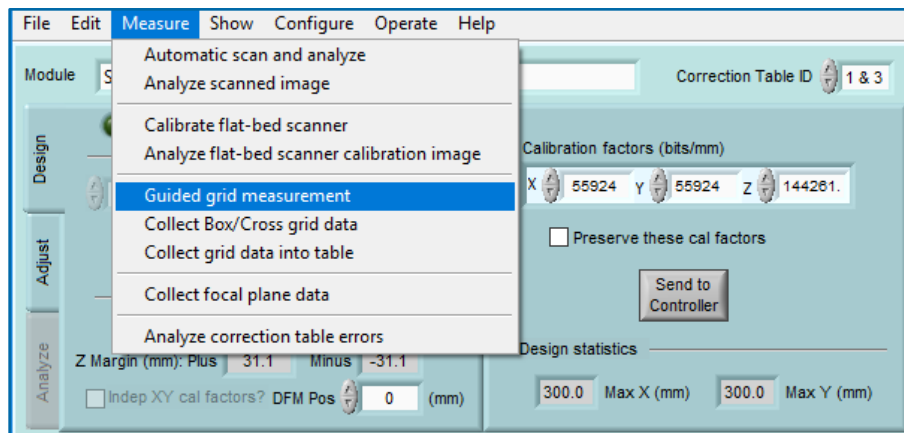 File Edit Measure Show Configure Operate Help
Automatic scan and analyze
Module S Correction Table ID 1 & 3
Analyze scanned image
Calibrate flat-bed scanner
Design
Analyze flat-bed scanner calibration image
Calibration factors (bits/mm)
Guided grid measurement
X 55924 Y 55924 Z 144261.
Collect Box/Cross grid data
Preserve these cal factors
Collect grid data into table
Adjust
Collect focal plane data
Send to
Controller
Analyze correction table errors
Design statistics
Analyze
Z Margin (mm): Plus 31.1 Minus -31.1
Indep XY cal factors? DFM Pos 0 (mm)
300.0 Max X (mm) 300.0 Max Y (mm)